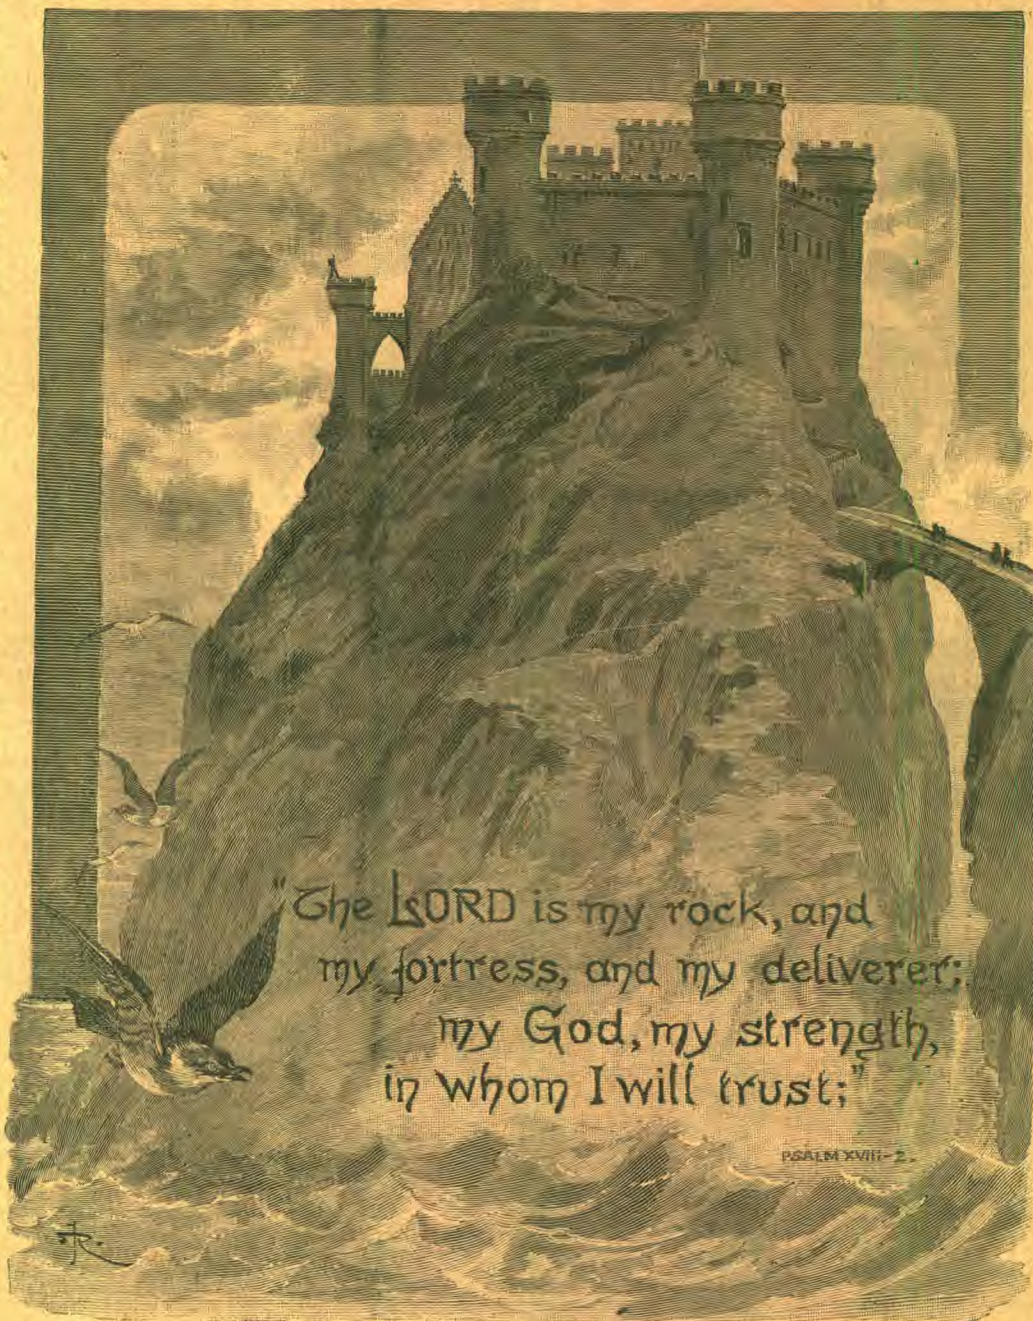 "The LORD is my rock, and
my fortress, and my deliverer;
my God, my strength,
in whom I will trust;"
PSALM XVIII-2.